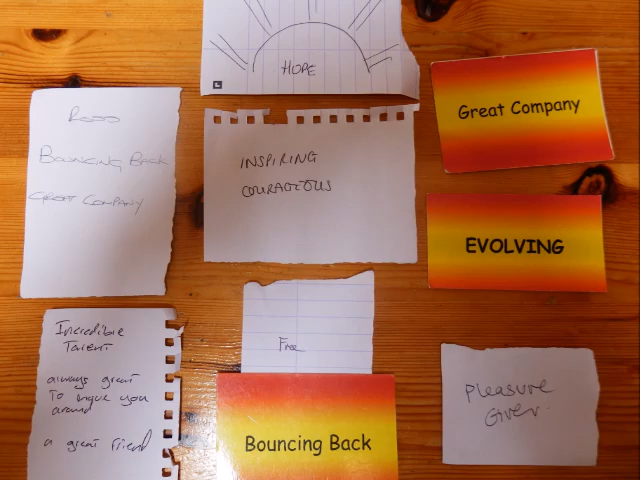 HOPE
Great Company
Ross
BOUNCING BACK
GREAT COMPANY
INSPIRING
COURAGEOUS
EVOLVING
Incredible
Talent
always great
To have you
around
a great friend
Free
Bouncing Back
Pleasure
Giver.